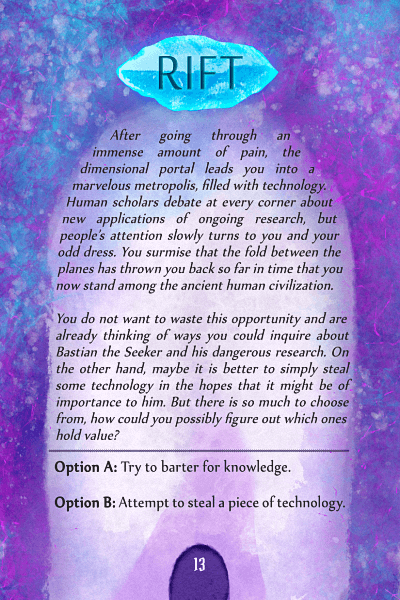 RIFT
After going through an
immense amount of pain, the
dimensional portal leads you into a
marvelous metropolis, filled with technology.
Human scholars debate at every corner about
new applications of ongoing research, but
people's attention slowly turns to you and your
odd dress. You surmise that the fold between the
planes has thrown you back so far in time that you
now stand among the ancient human civilization.
You do not want to waste this opportunity and are
already thinking of ways you could inquire about
Bastian the Seeker and his dangerous research. On
the other hand, maybe it is better to simply steal
some technology in the hopes that it might be of
importance to him. But there is so much to choose
from, how could you possibly figure out which ones
hold value?
Option A: Try to barter for knowledge.
Option B: Attempt to steal a piece of technology.
13